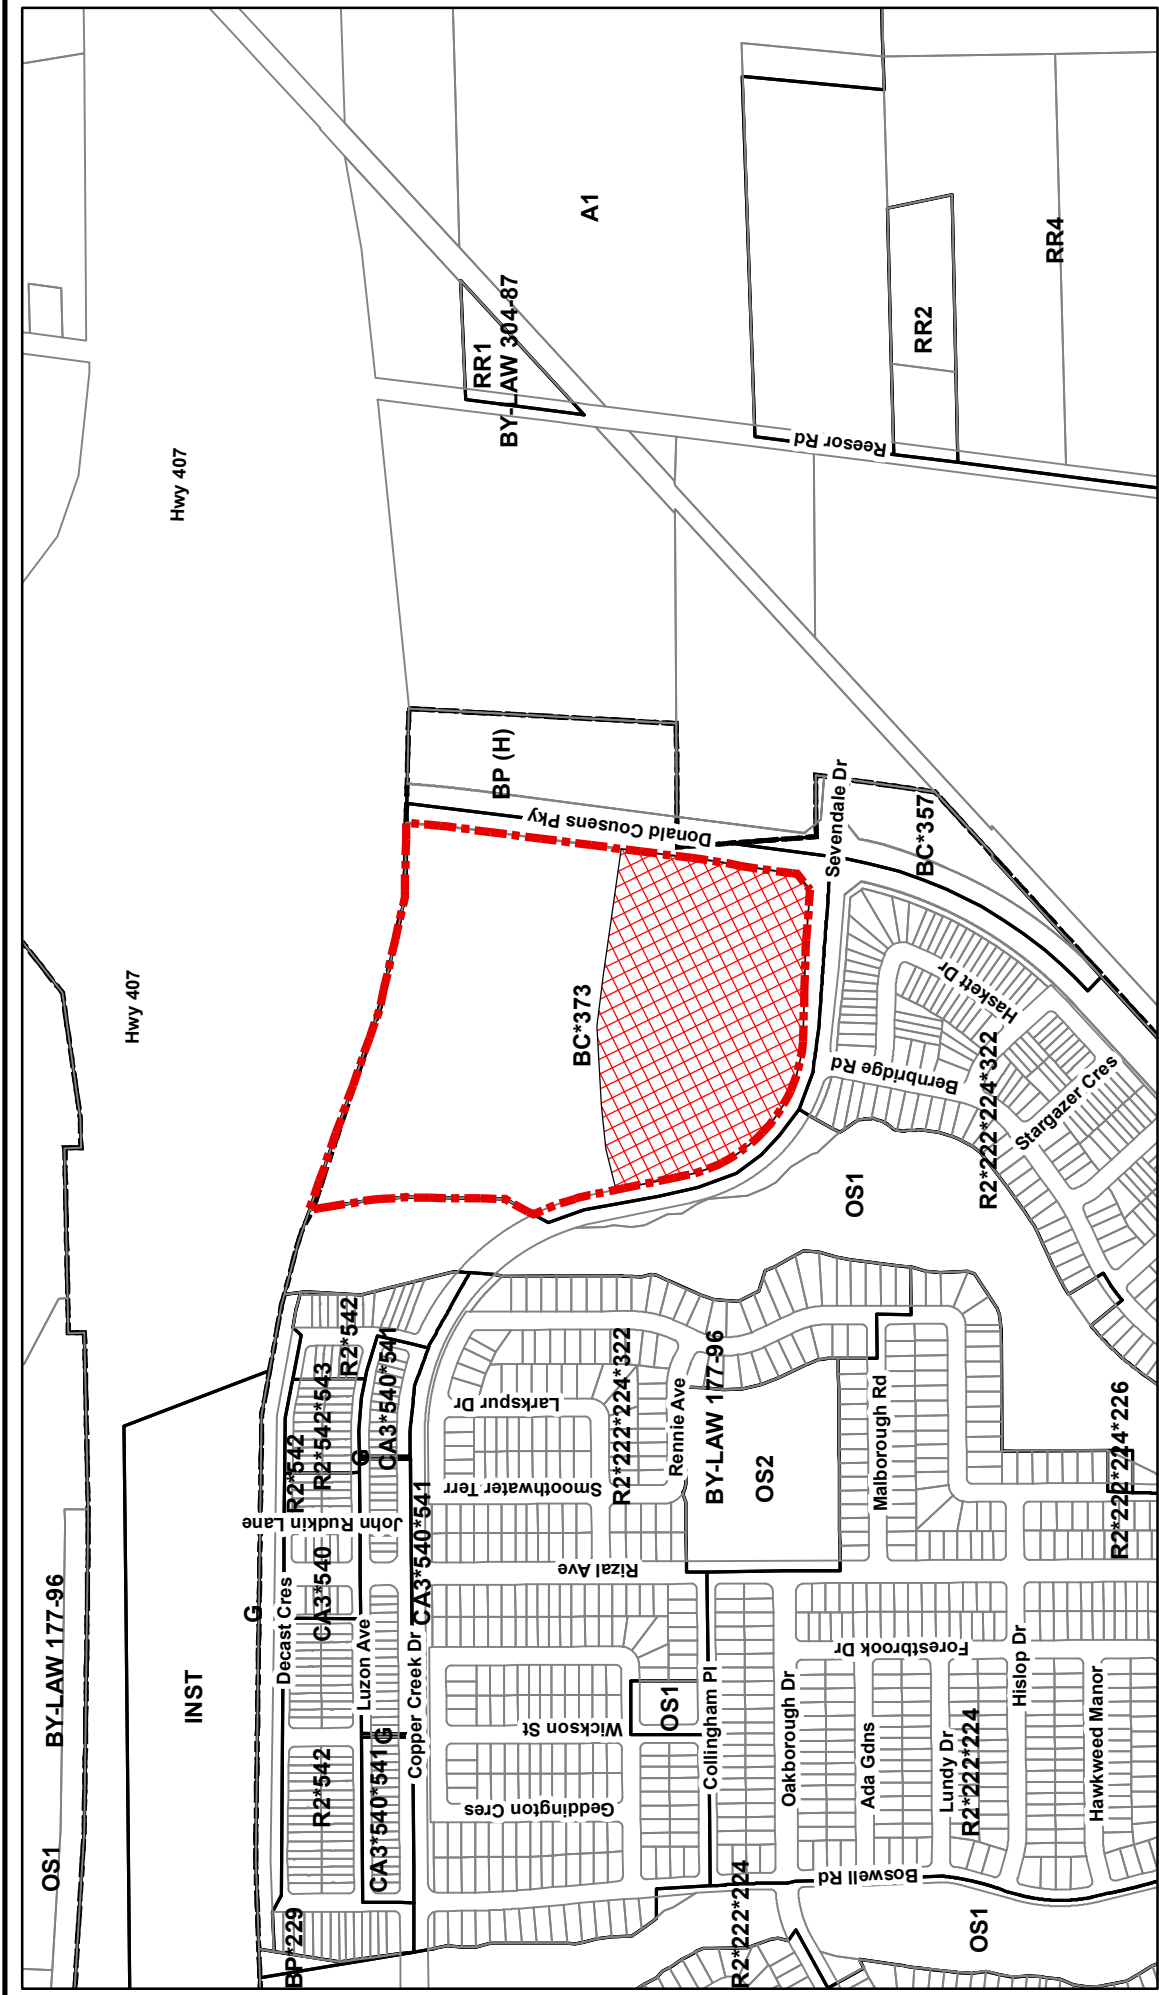 OS1
BY-LAW 177-96
Hwy 407
Hwy 407
INST
A1
RR1
BY-LAW 304-87
RR2
RR4
Reesor Rd
BP (H)
Donald Cousens Pky
Sevendale Dr
BC*357
BC*373
Haskett Dr
Bernbridge Rd
R2*222*224*322
Stargazer Cres
OS1
R2*542
CA3*540*541
R2*542*543
R2*542
G
John Rudkin Lane
CA3*540
G
Decast Cres
Luzon Ave
Copper Creek Dr
CA3*540*541
R2*542
CA3*540*541
G
BP*229
Larkspur Dr
Smoothwater Terr
R2*222*224*322
Rennie Ave
BY-LAW 177-96
OS2
Rizal Ave
Malborough Rd
R2*222*224*226
Wickson St
OS1
Collingham Pl
Geddington Cres
Oakborough Dr
Forestbrook Dr
Ada Gdns
Lundy Dr
R2*222*224
Hislop Dr
Hawkweed Manor
Boswell Rd
R2*222*224
OS1